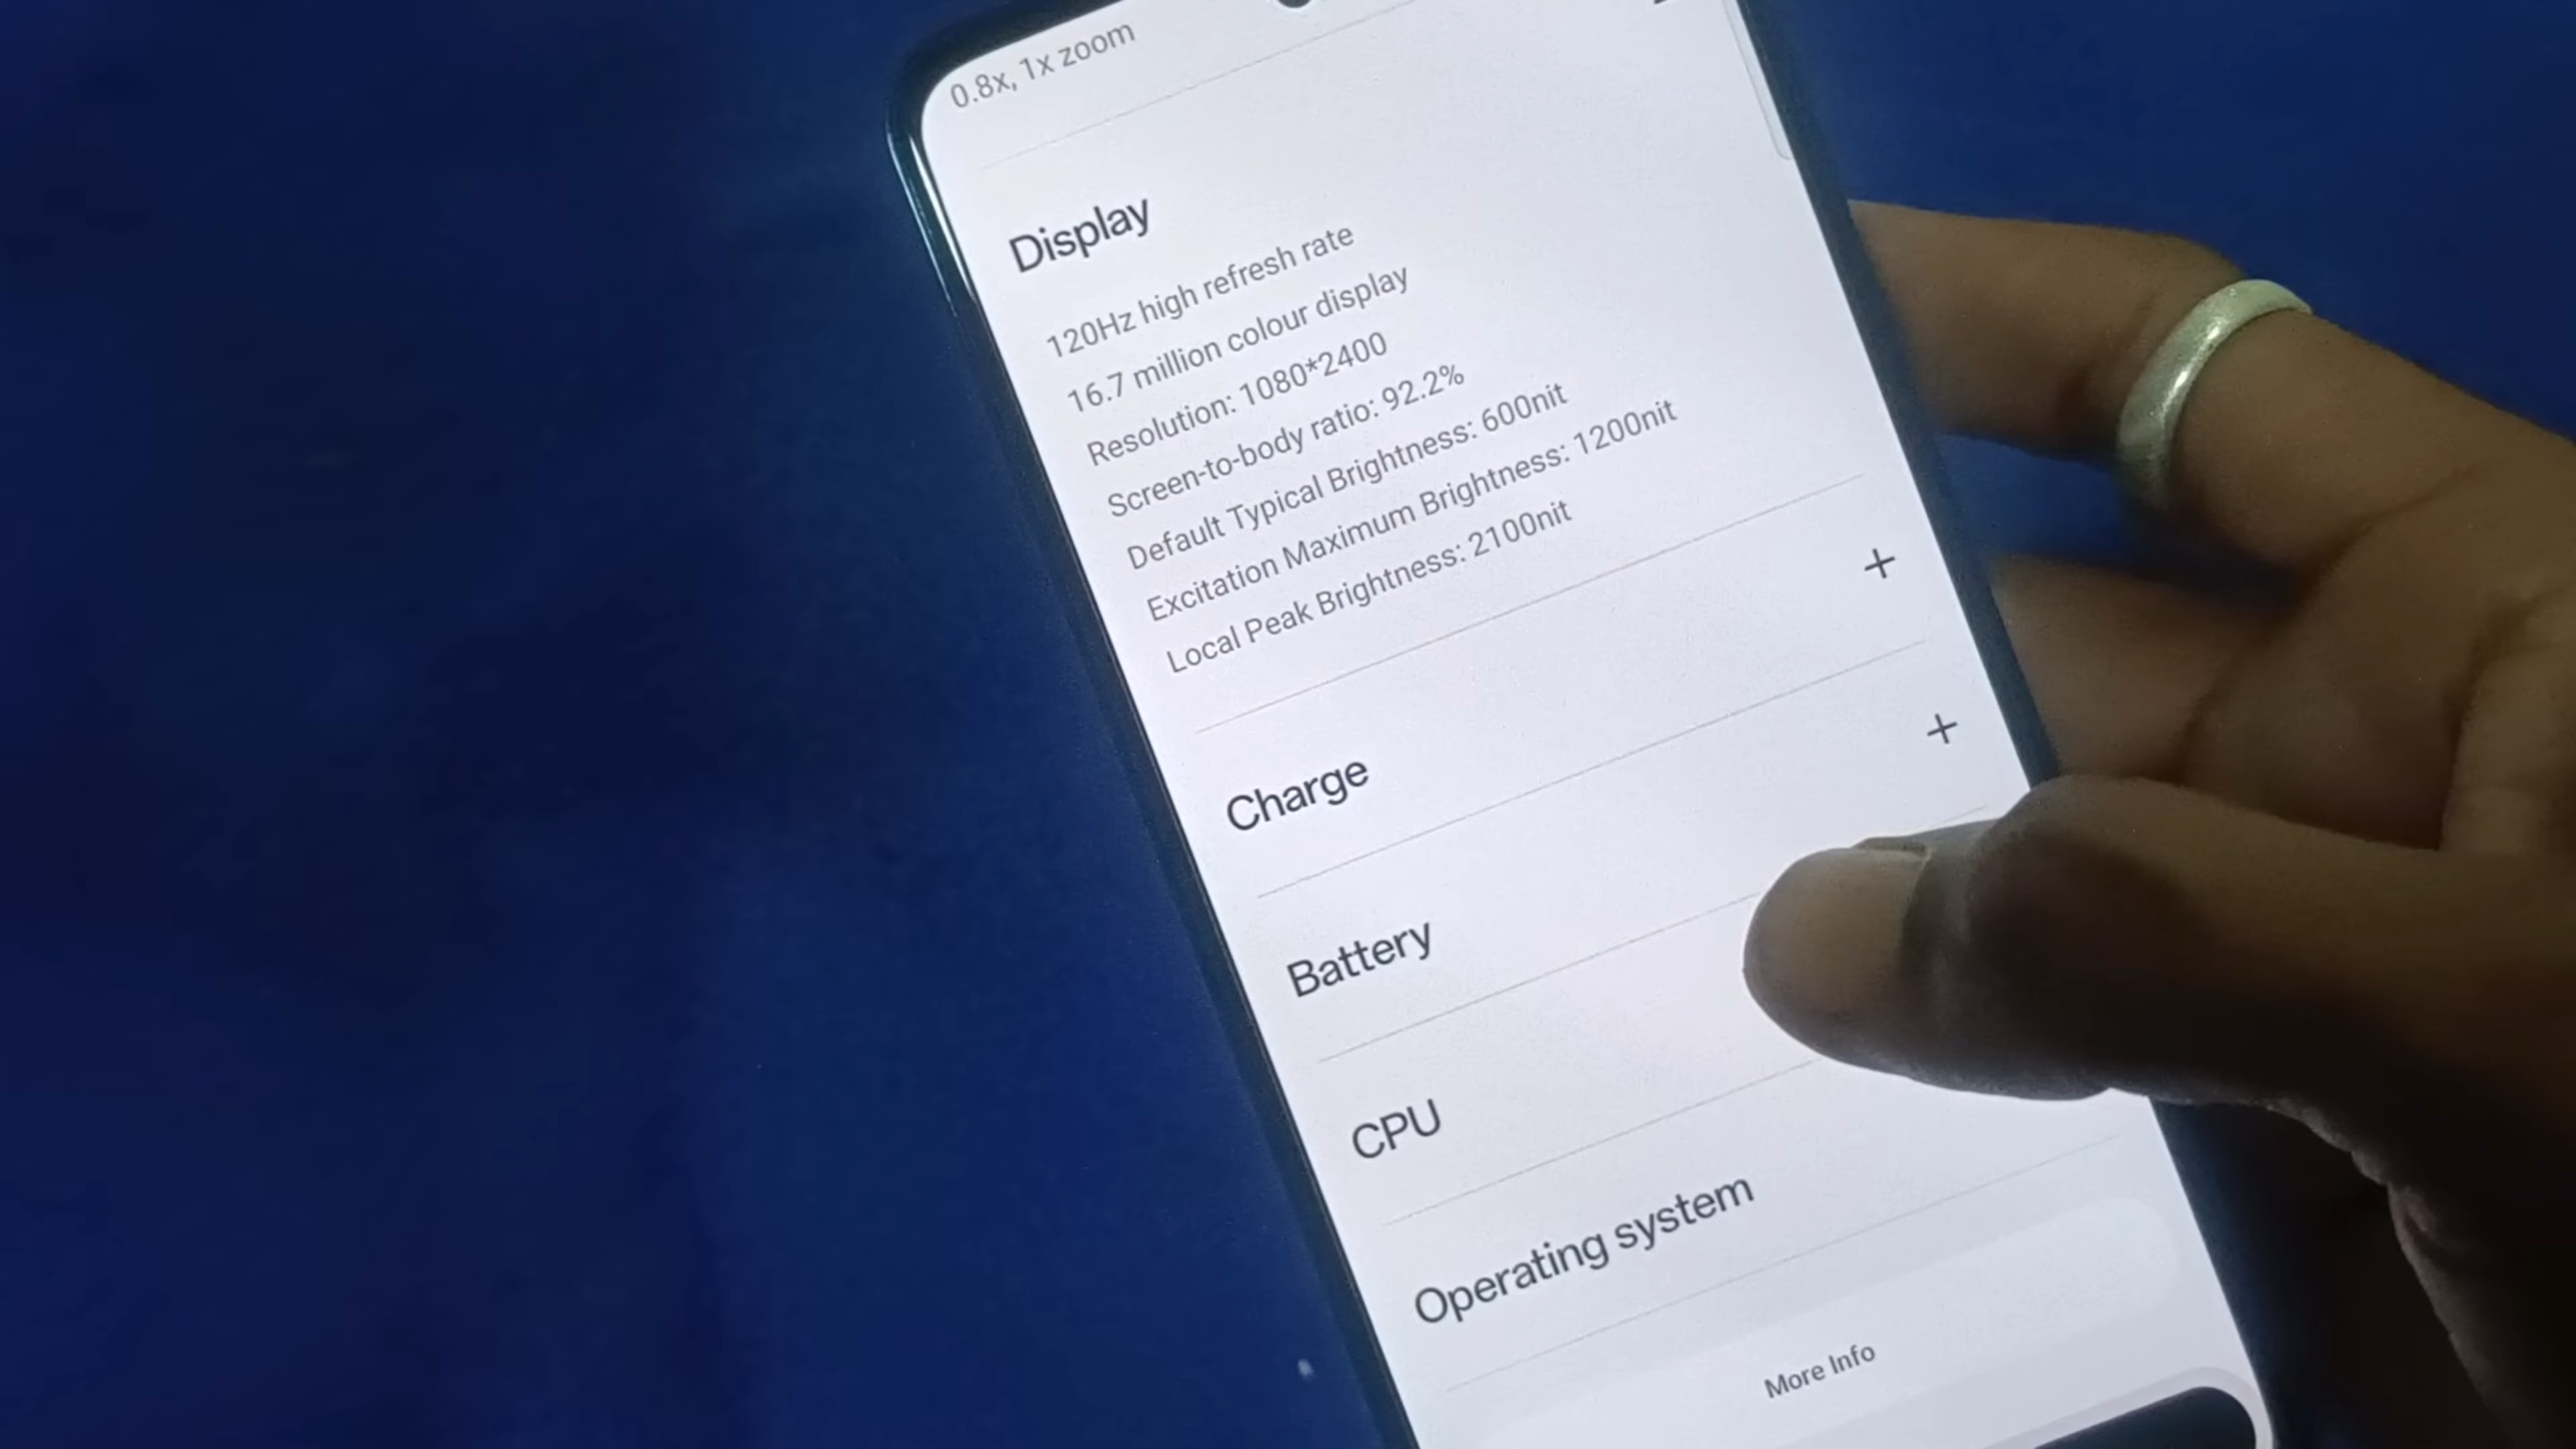 0.8x, 1x zoom
Display
120Hz high refresh rate
16.7 million colour display
Resolution: 1080*2400
Screen-to-body ratio: 92.2%
Default Typical Brightness: 600nit
Excitation Maximum Brightness: 1200nit
Local Peak Brightness: 2100nit
Charge +
Battery +
CPU
Operating system
More Info